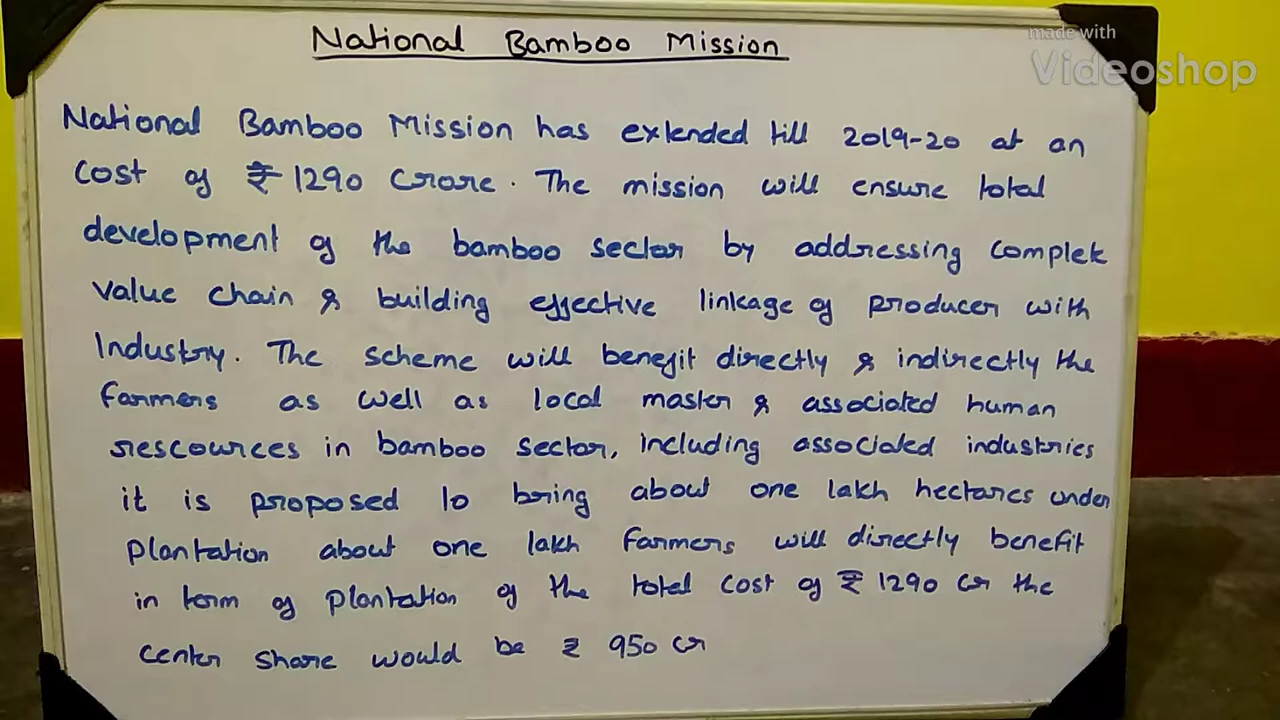 National Bamboo Mission
made with
Videoshop
National Bamboo Mission has extended till 2019-20 at an
cost of ₹ 1290 crore. The mission will ensure total
development of the bamboo sector by addressing complete
value chain & building effective linkage of producer with
Industry. The scheme will benefit directly & indirectly the
farmers as well as local master & associated human
rescources in bamboo sector, including associated industries
it is proposed to bring about one lakh hectares under
plantation about one lakh farmers will directly benefit
in term of plantation of the total cost of ₹ 1290 cr the
center share would be ₹ 950 cr